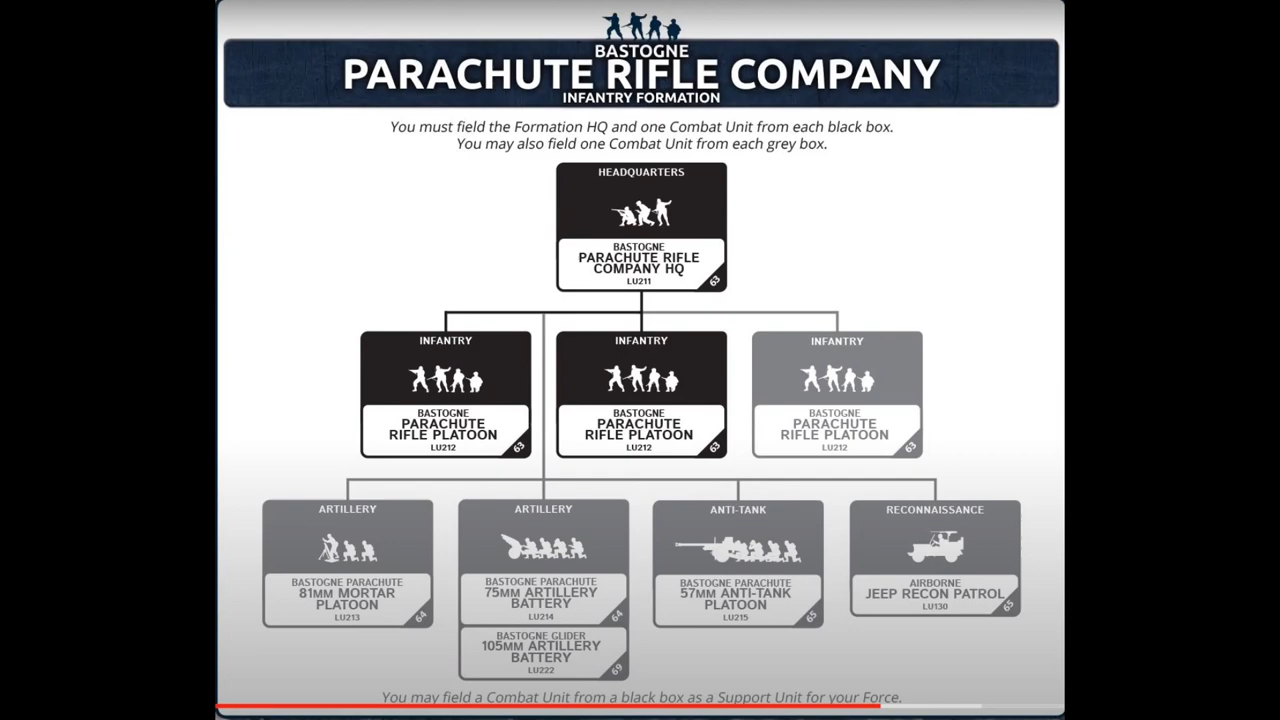 BASTOGNE
PARACHUTE RIFLE COMPANY
INFANTRY FORMATION
You must field the Formation HQ and one Combat Unit from each black box.
You may also field one Combat Unit from each grey box.
HEADQUARTERS
BASTOGNE
PARACHUTE RIFLE
COMPANY HQ
LU211
63
INFANTRY
BASTOGNE
PARACHUTE
RIFLE PLATOON
LU212
63
INFANTRY
BASTOGNE
PARACHUTE
RIFLE PLATOON
LU212
63
INFANTRY
BASTOGNE
PARACHUTE
RIFLE PLATOON
LU212
63
ARTILLERY
BASTOGNE PARACHUTE
81MM MORTAR
PLATOON
LU213
64
ARTILLERY
BASTOGNE PARACHUTE
75MM ARTILLERY
BATTERY
LU214
64
BASTOGNE GLIDER
105MM ARTILLERY
BATTERY
LU222
69
ANTI-TANK
BASTOGNE PARACHUTE
57MM ANTI-TANK
PLATOON
LU215
65
RECONNAISSANCE
AIRBORNE
JEEP RECON PATROL
LU130
65
You may field a Combat Unit from a black box as a Support Unit for your Force.